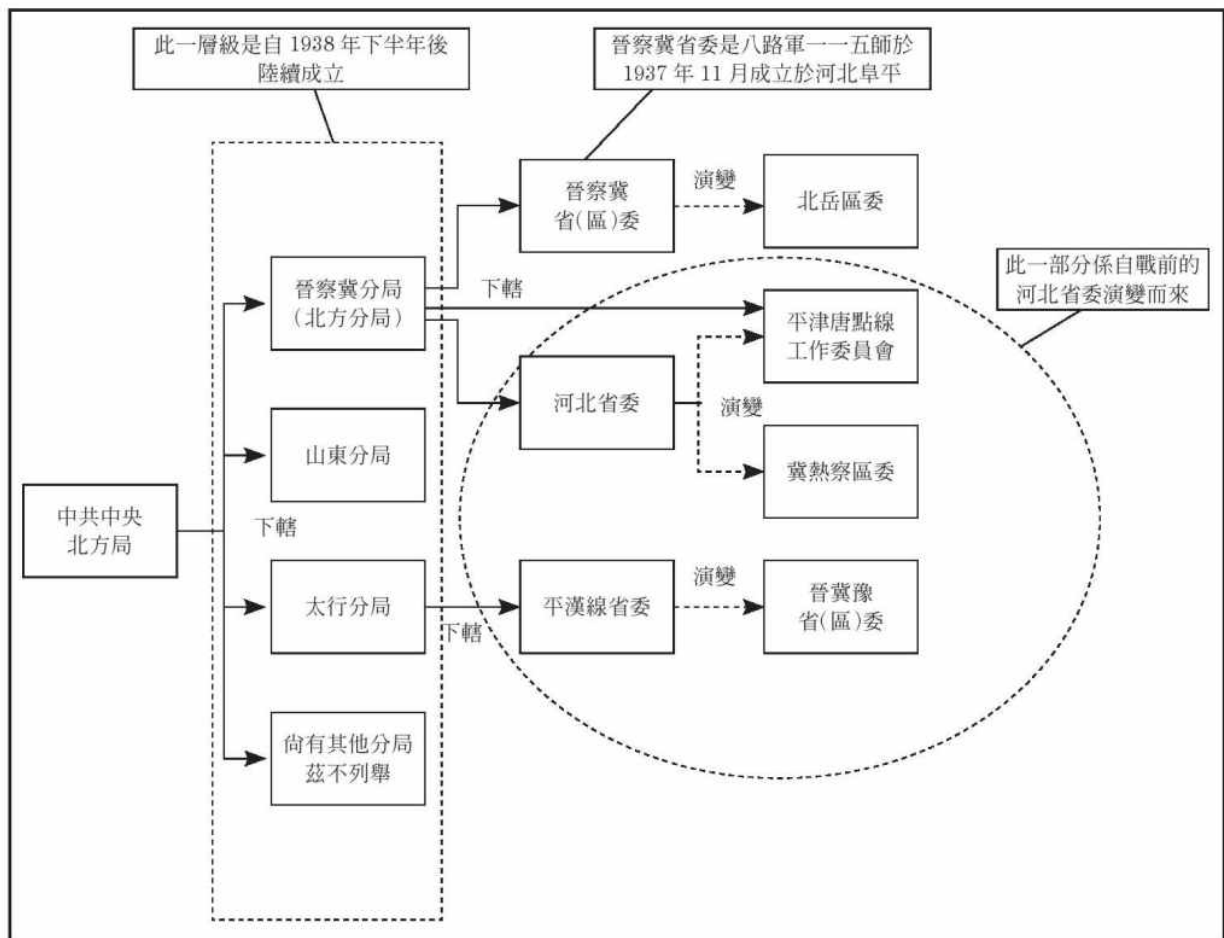 此一層級是自 1938 年下半年後
陸續成立
晉察冀省委是八路軍一一五師於
1937 年 11 月成立於河北阜平
晉察冀
省(區)委
演變
北岳區委
此一部分係自戰前的
河北省委演變而來
晉察冀分局
(北方分局)
下轄
平津唐點線
工作委員會
河北省委
演變
山東分局
冀熱察區委
中共中央
北方局
下轄
太行分局
下轄
平漢線省委
演變
晉冀豫
省(區)委
尚有其他分局
茲不列舉